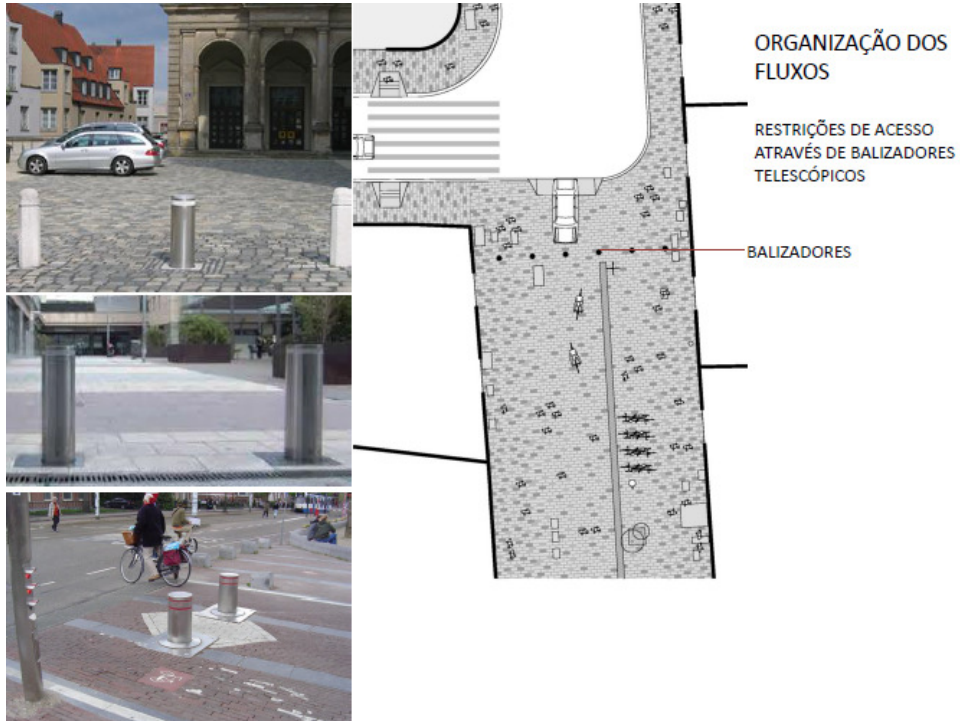 ORGANIZAÇÃO DOS
FLUXOS
RESTRIÇÕES DE ACESSO
ATRAVÉS DE BALIZADORES
TELESCÓPICOS
BALIZADORES